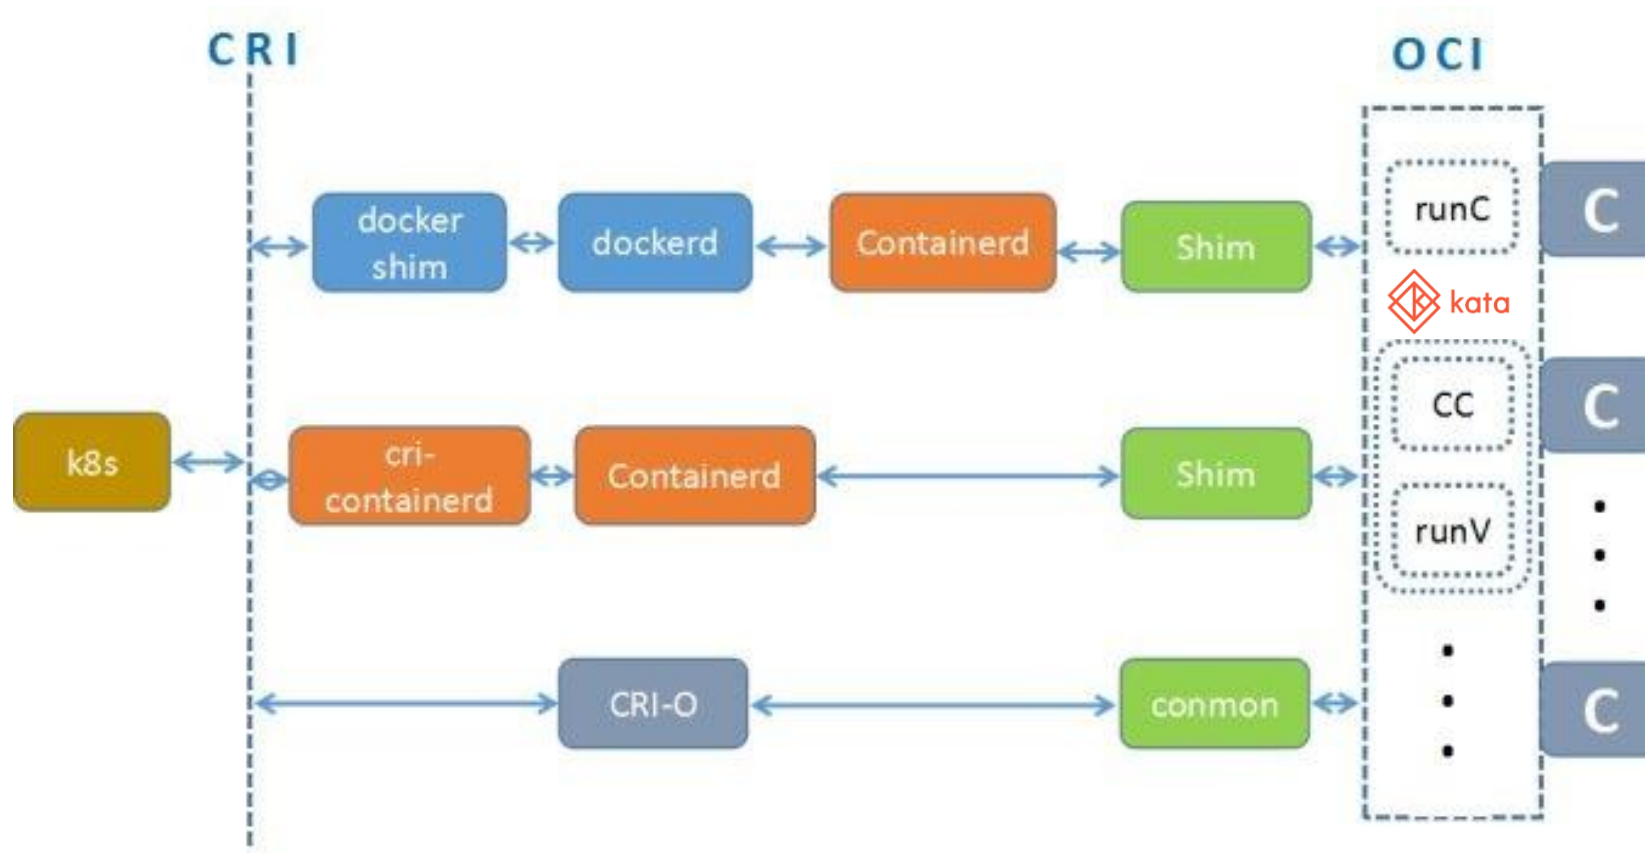 CRI
OCI
docker
shim
dockerd
Containerd
Shim
runC
C
kata
k8s
cri-
containerd
Containerd
Shim
CC
C
runV
CRI-O
conmon
C